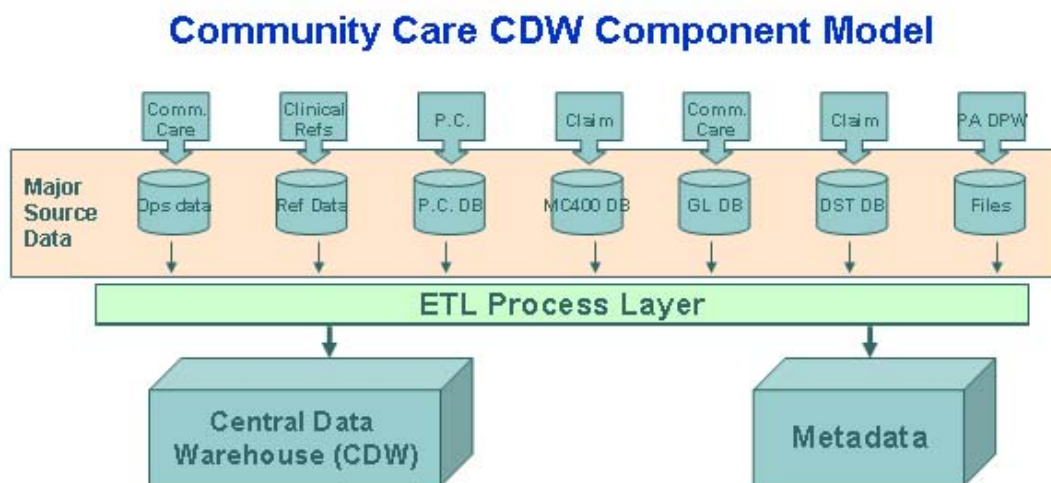 Community Care CDW Component Model
Comm.
Care
Clinical
Refs
P.C.
Claim
Comm.
Care
Claim
PA DPW
Major
Source
Data
Ops data
Ref Data
P.C. DB
MC400 DB
GL DB
DST DB
Files
ETL Process Layer
Central Data
Warehouse (CDW)
Metadata